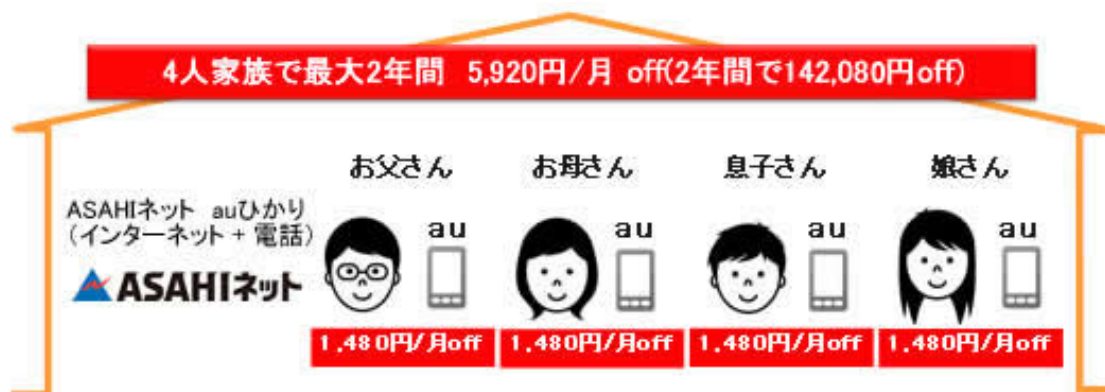 4人家族で最大2年間 5,920円/月 off(2年間で142,080円off)
お父さん お母さん 息子さん 娘さん
ASAHIネット auひかり
(インターネット + 電話)
au au au au
ASAHIネット
1,480円/月off 1,480円/月off 1,480円/月off 1,480円/月off